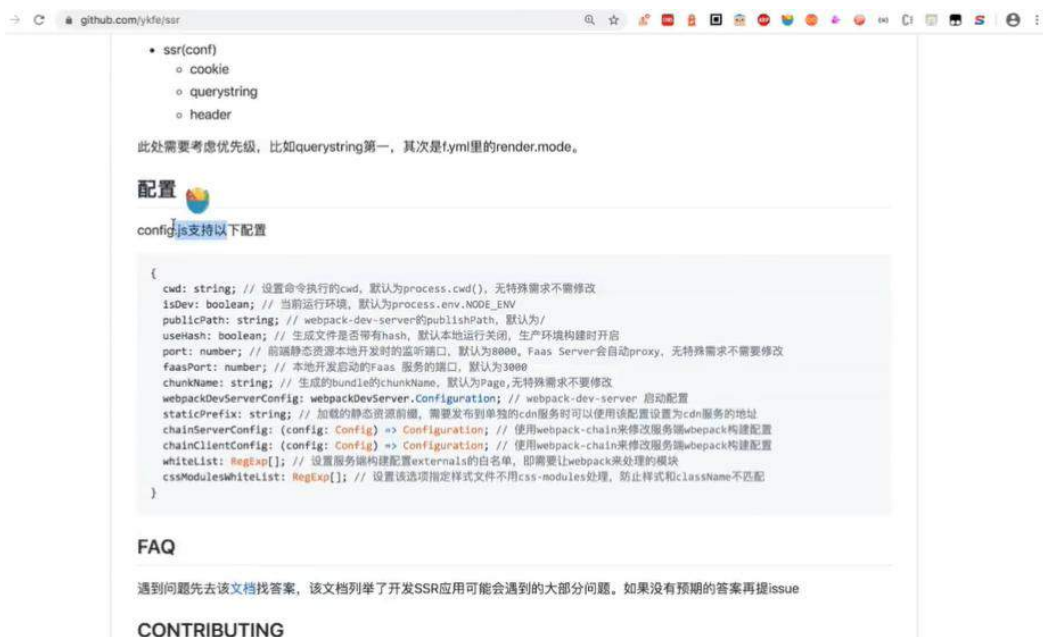 github.com/ykfe/ssr
ssr(conf)
cookie
querystring
header
此处需要考虑优先级，比如querystring第一，其次是f.yml里的render.mode。
配置
config.js支持以下配置
{
cwd: string; // 设置命令执行的cwd，默认为process.cwd()，无特殊需求不需修改
isDev: boolean; // 当前运行环境，默认为process.env.NODE_ENV
publicPath: string; // webpack-dev-server的publishPath，默认为/
useHash: boolean; // 生成文件是否带有hash，默认本地运行关闭，生产环境构建时开启
port: number; // 前端静态资源本地开发时的监听端口，默认为8000，Faas Server会自动proxy，无特殊需求不需要修改
faasPort: number; // 本地开发启动的Faas 服务的端口，默认为3000
chunkName: string; // 生成的bundle的chunkName，默认为Page,无特殊需求不要修改
webpackDevServerConfig: webpackDevServer.Configuration; // webpack-dev-server 启动配置
staticPrefix: string; // 加载的静态资源前缀，需要发布到单独的cdn服务时可以使用该配置设置为cdn服务的地址
chainServerConfig: (config: Config) => Configuration; // 使用webpack-chain来修改服务端wbepack构建配置
chainClientConfig: (config: Config) => Configuration; // 使用webpack-chain来修改服务端wbepack构建配置
whiteList: RegExp[]; // 设置服务端构建配置externals的白名单，即需要让webpack来处理的模块
cssModulesWhiteList: RegExp[]; // 设置该选项指定样式文件不用css-modules处理，防止样式和className不匹配
}
FAQ
遇到问题先去该文档找答案，该文档列举了开发SSR应用可能会遇到的大部分问题。如果没有预期的答案再提issue
CONTRIBUTING